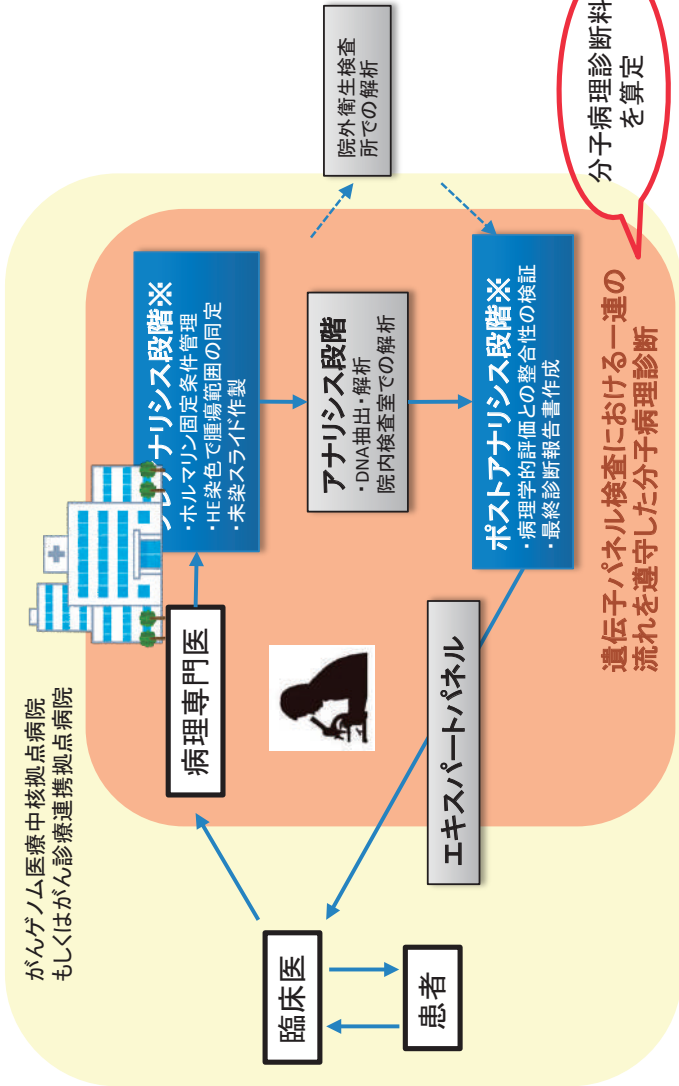 がんゲノム医療中核拠点病院
もしくはがん診療連携拠点病院
臨床医
患者
病理専門医
エキスパートパネル
アナリシス段階※
・ホルマリン固定条件管理
・HE染色で腫瘍範囲の同定
・未染スライド作製
アナリシス段階
・DNA抽出・解析
院内検査室での解析
ポストアナリシス段階※
・病理学的評価との整合性の検証
・最終診断報告書作成
院外衛生検査
所での解析
遺伝子パネル検査における一連の
流れを遵守した分子病理診断
分子病理診断料
を算定